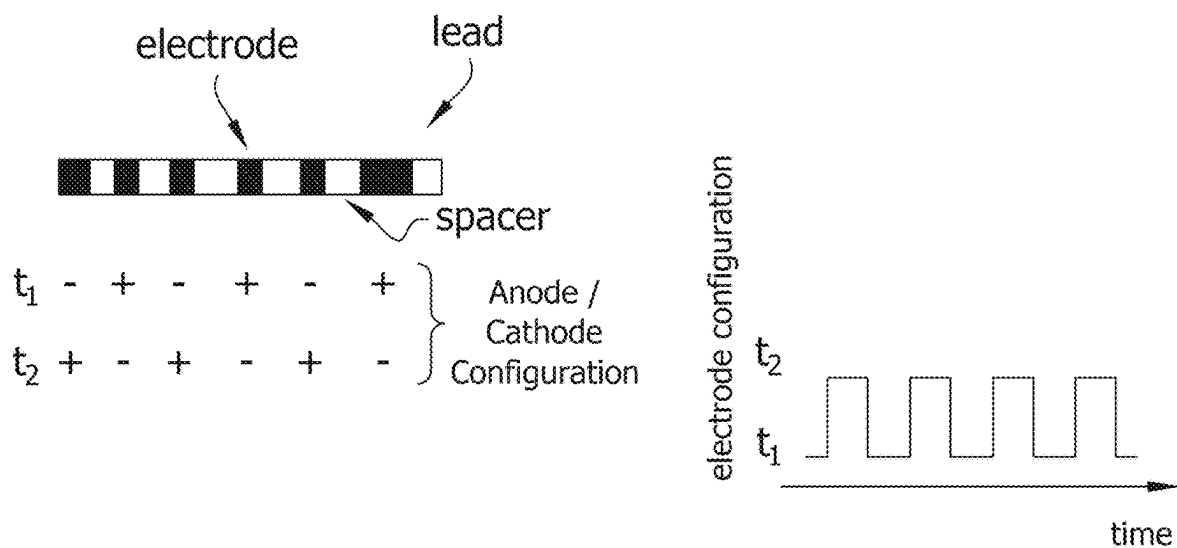 electrode
lead
spacer
t1 - + - + - +
t2 + - + - + -
Anode /
Cathode
Configuration
electrode configuration
t2
t1
time